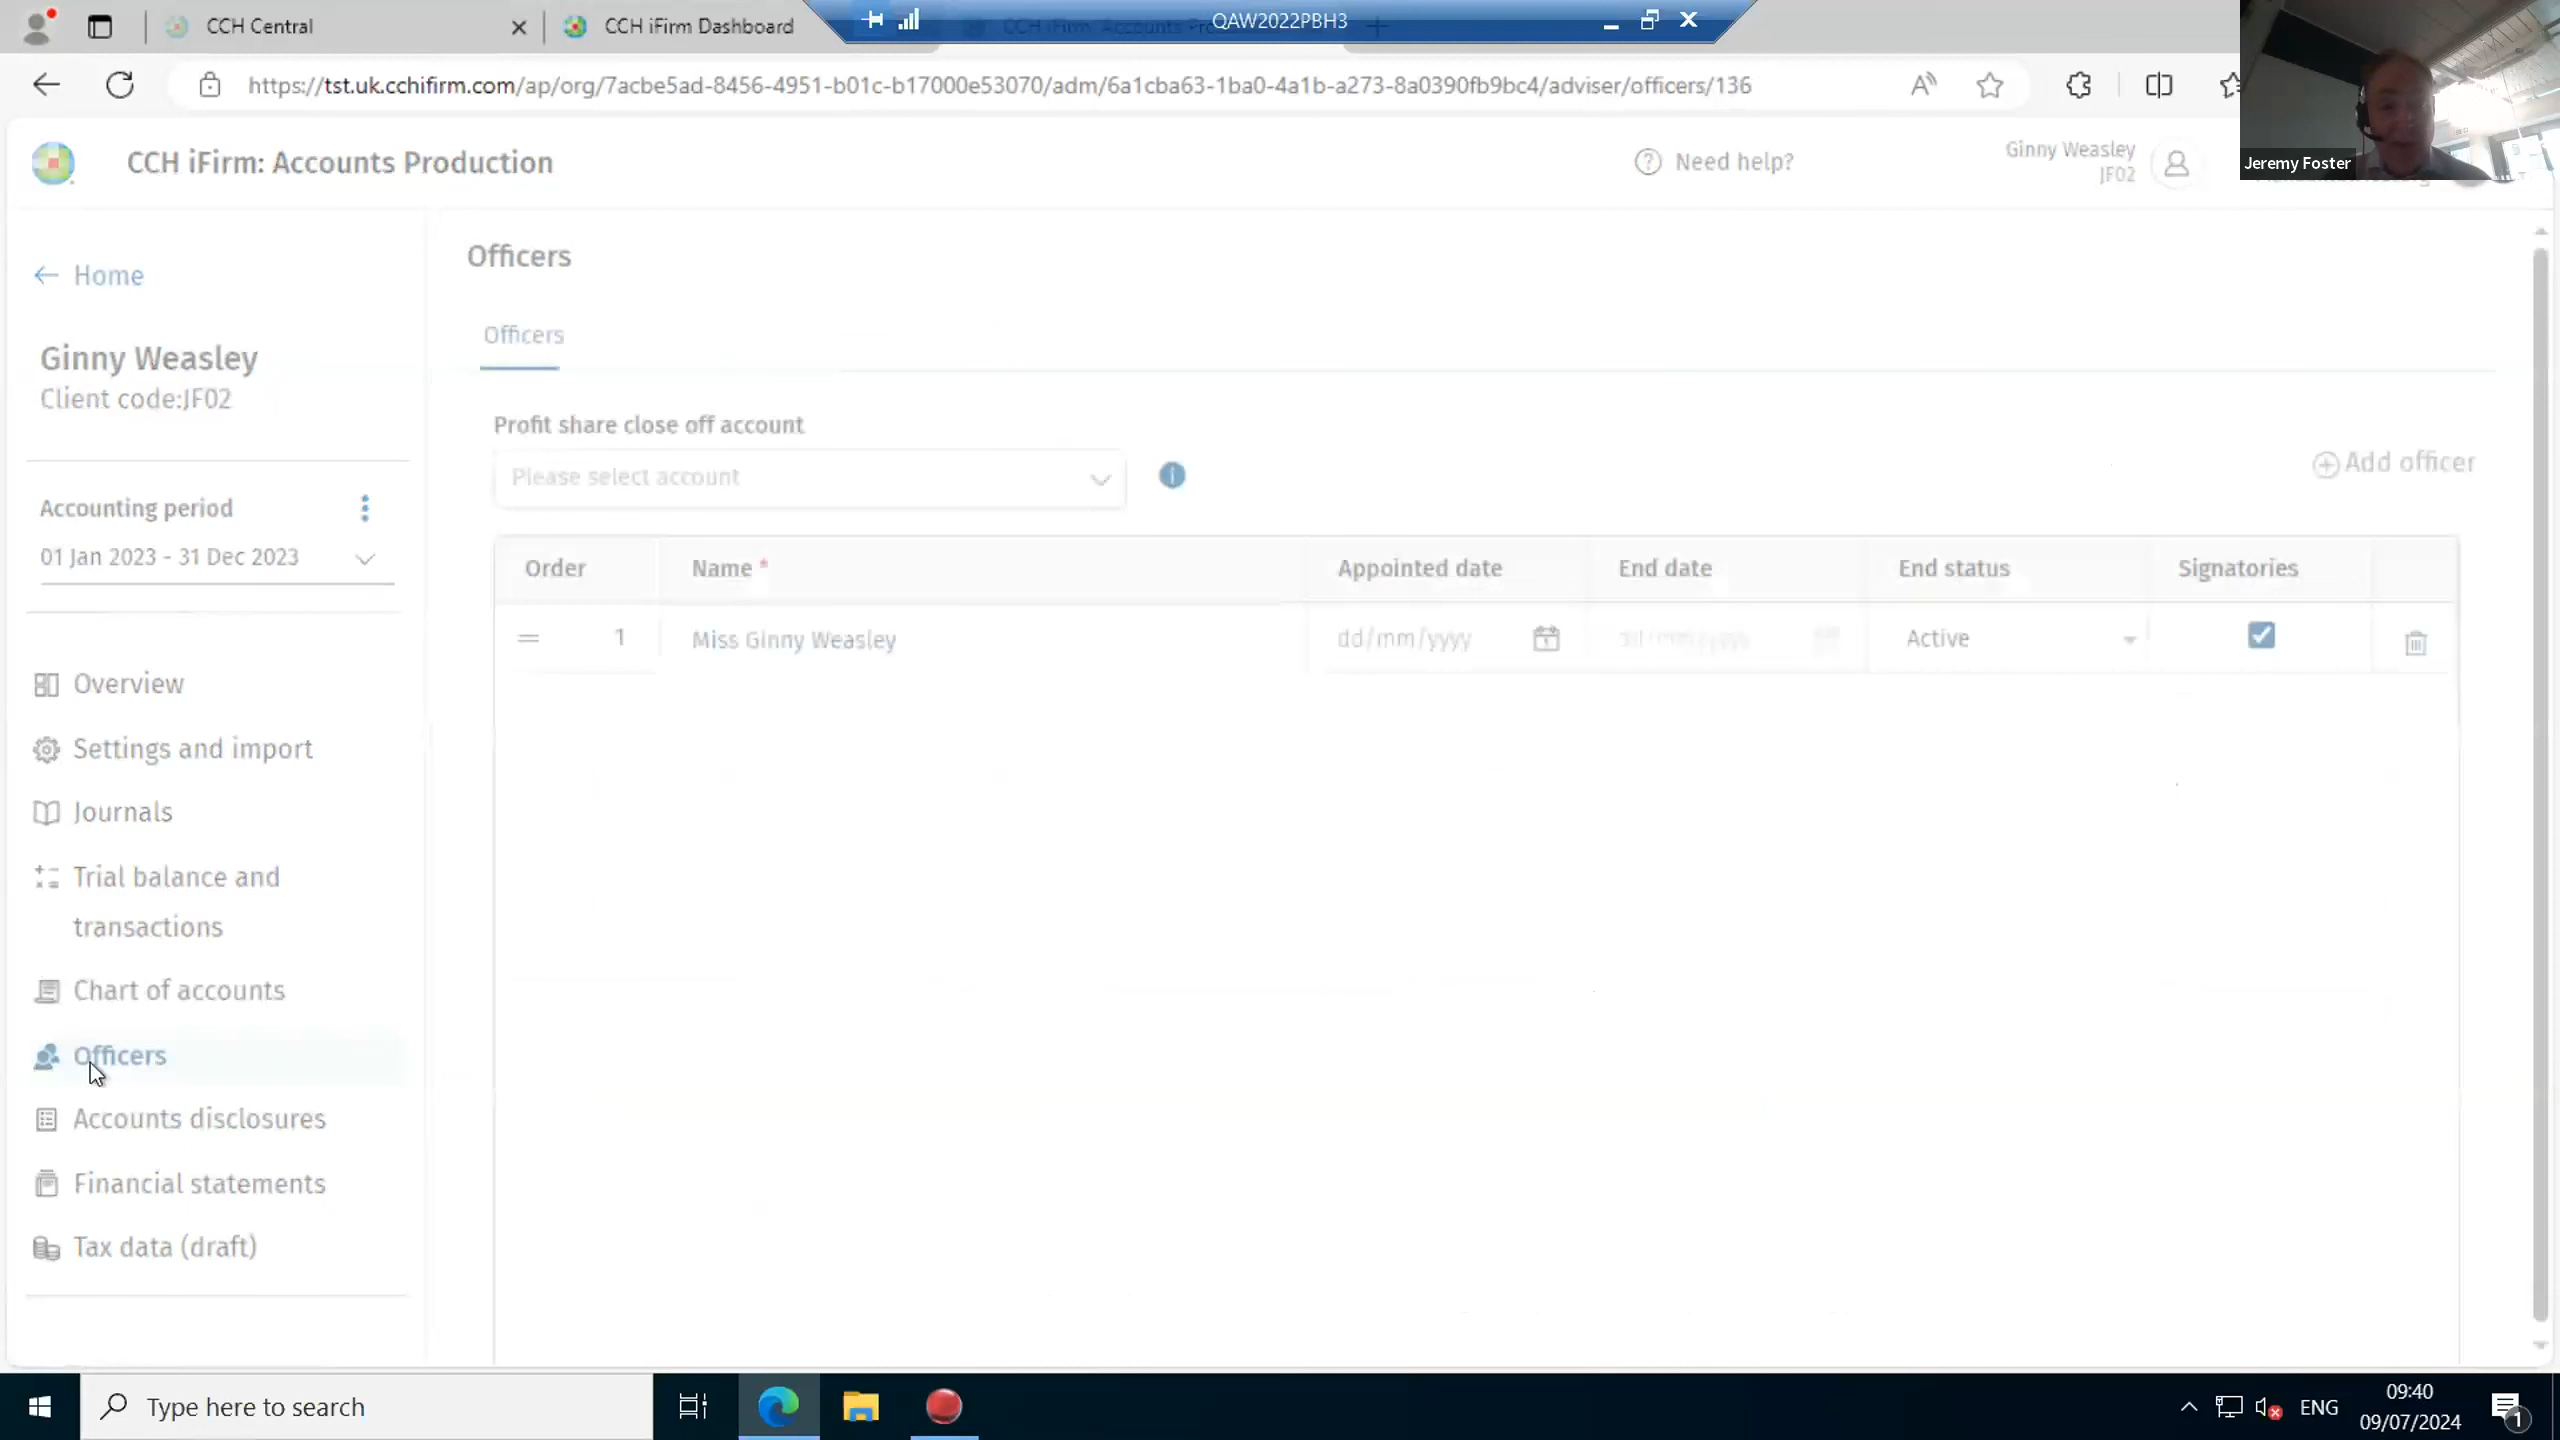 CCH Central
CCH iFirm Dashboard
QAW2022PBH3
https://tst.uk.cchifirm.com/ap/org/7acbe5ad-8456-4951-b01c-b17000e53070/adm/6a1cba63-1ba0-4a1b-a273-8a0390fb9bc4/adviser/officers/136
CCH iFirm: Accounts Production
Need help?
Ginny Weasley
JF02
Jeremy Foster
Home
Ginny Weasley
Client code:JF02
Accounting period
01 Jan 2023 - 31 Dec 2023
Overview
Settings and import
Journals
Trial balance and
transactions
Chart of accounts
Officers
Accounts disclosures
Financial statements
Tax data (draft)
Officers
Officers
Profit share close off account
Please select account
Add officer
Order Name * Appointed date End date End status Signatories
1 Miss Ginny Weasley dd/mm/yyyy dd/mm/yyyy Active
Type here to search
ENG
09:40
09/07/2024
1